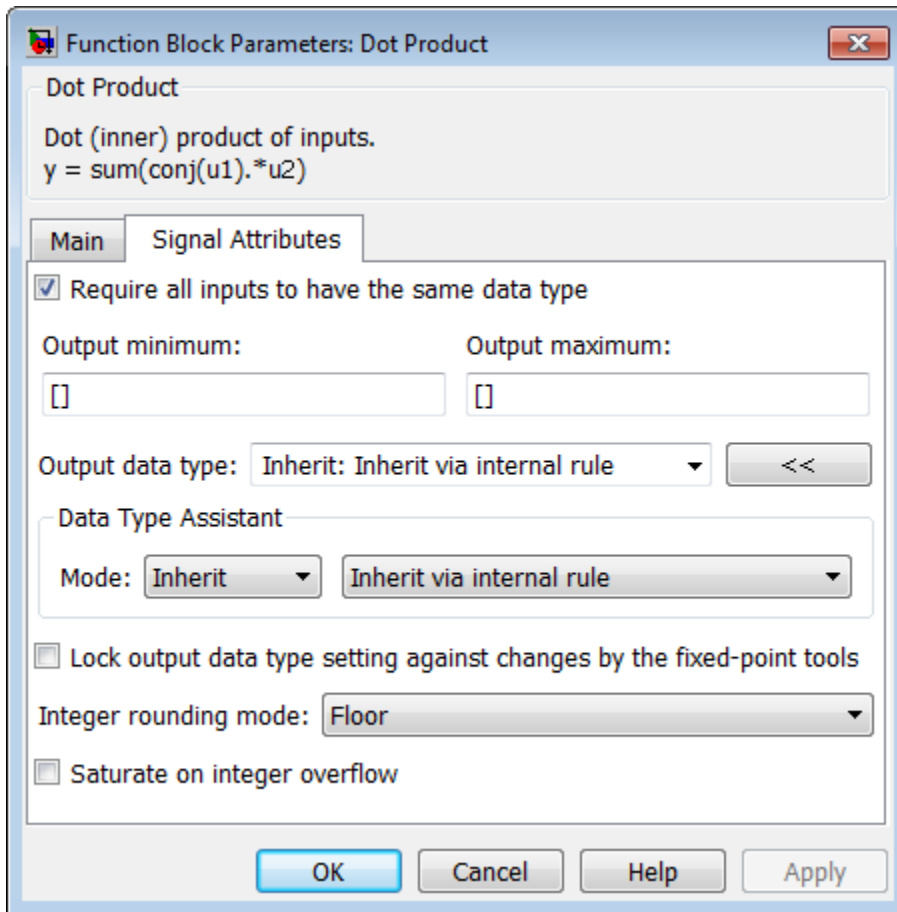 Function Block Parameters: Dot Product
Dot Product
Dot (inner) product of inputs.
y = sum(conj(u1).*u2)
Main Signal Attributes
Require all inputs to have the same data type
Output minimum: Output maximum:
[] []
Output data type: Inherit: Inherit via internal rule <<
Data Type Assistant
Mode: Inherit Inherit via internal rule
Lock output data type setting against changes by the fixed-point tools
Integer rounding mode: Floor
Saturate on integer overflow
OK Cancel Help Apply